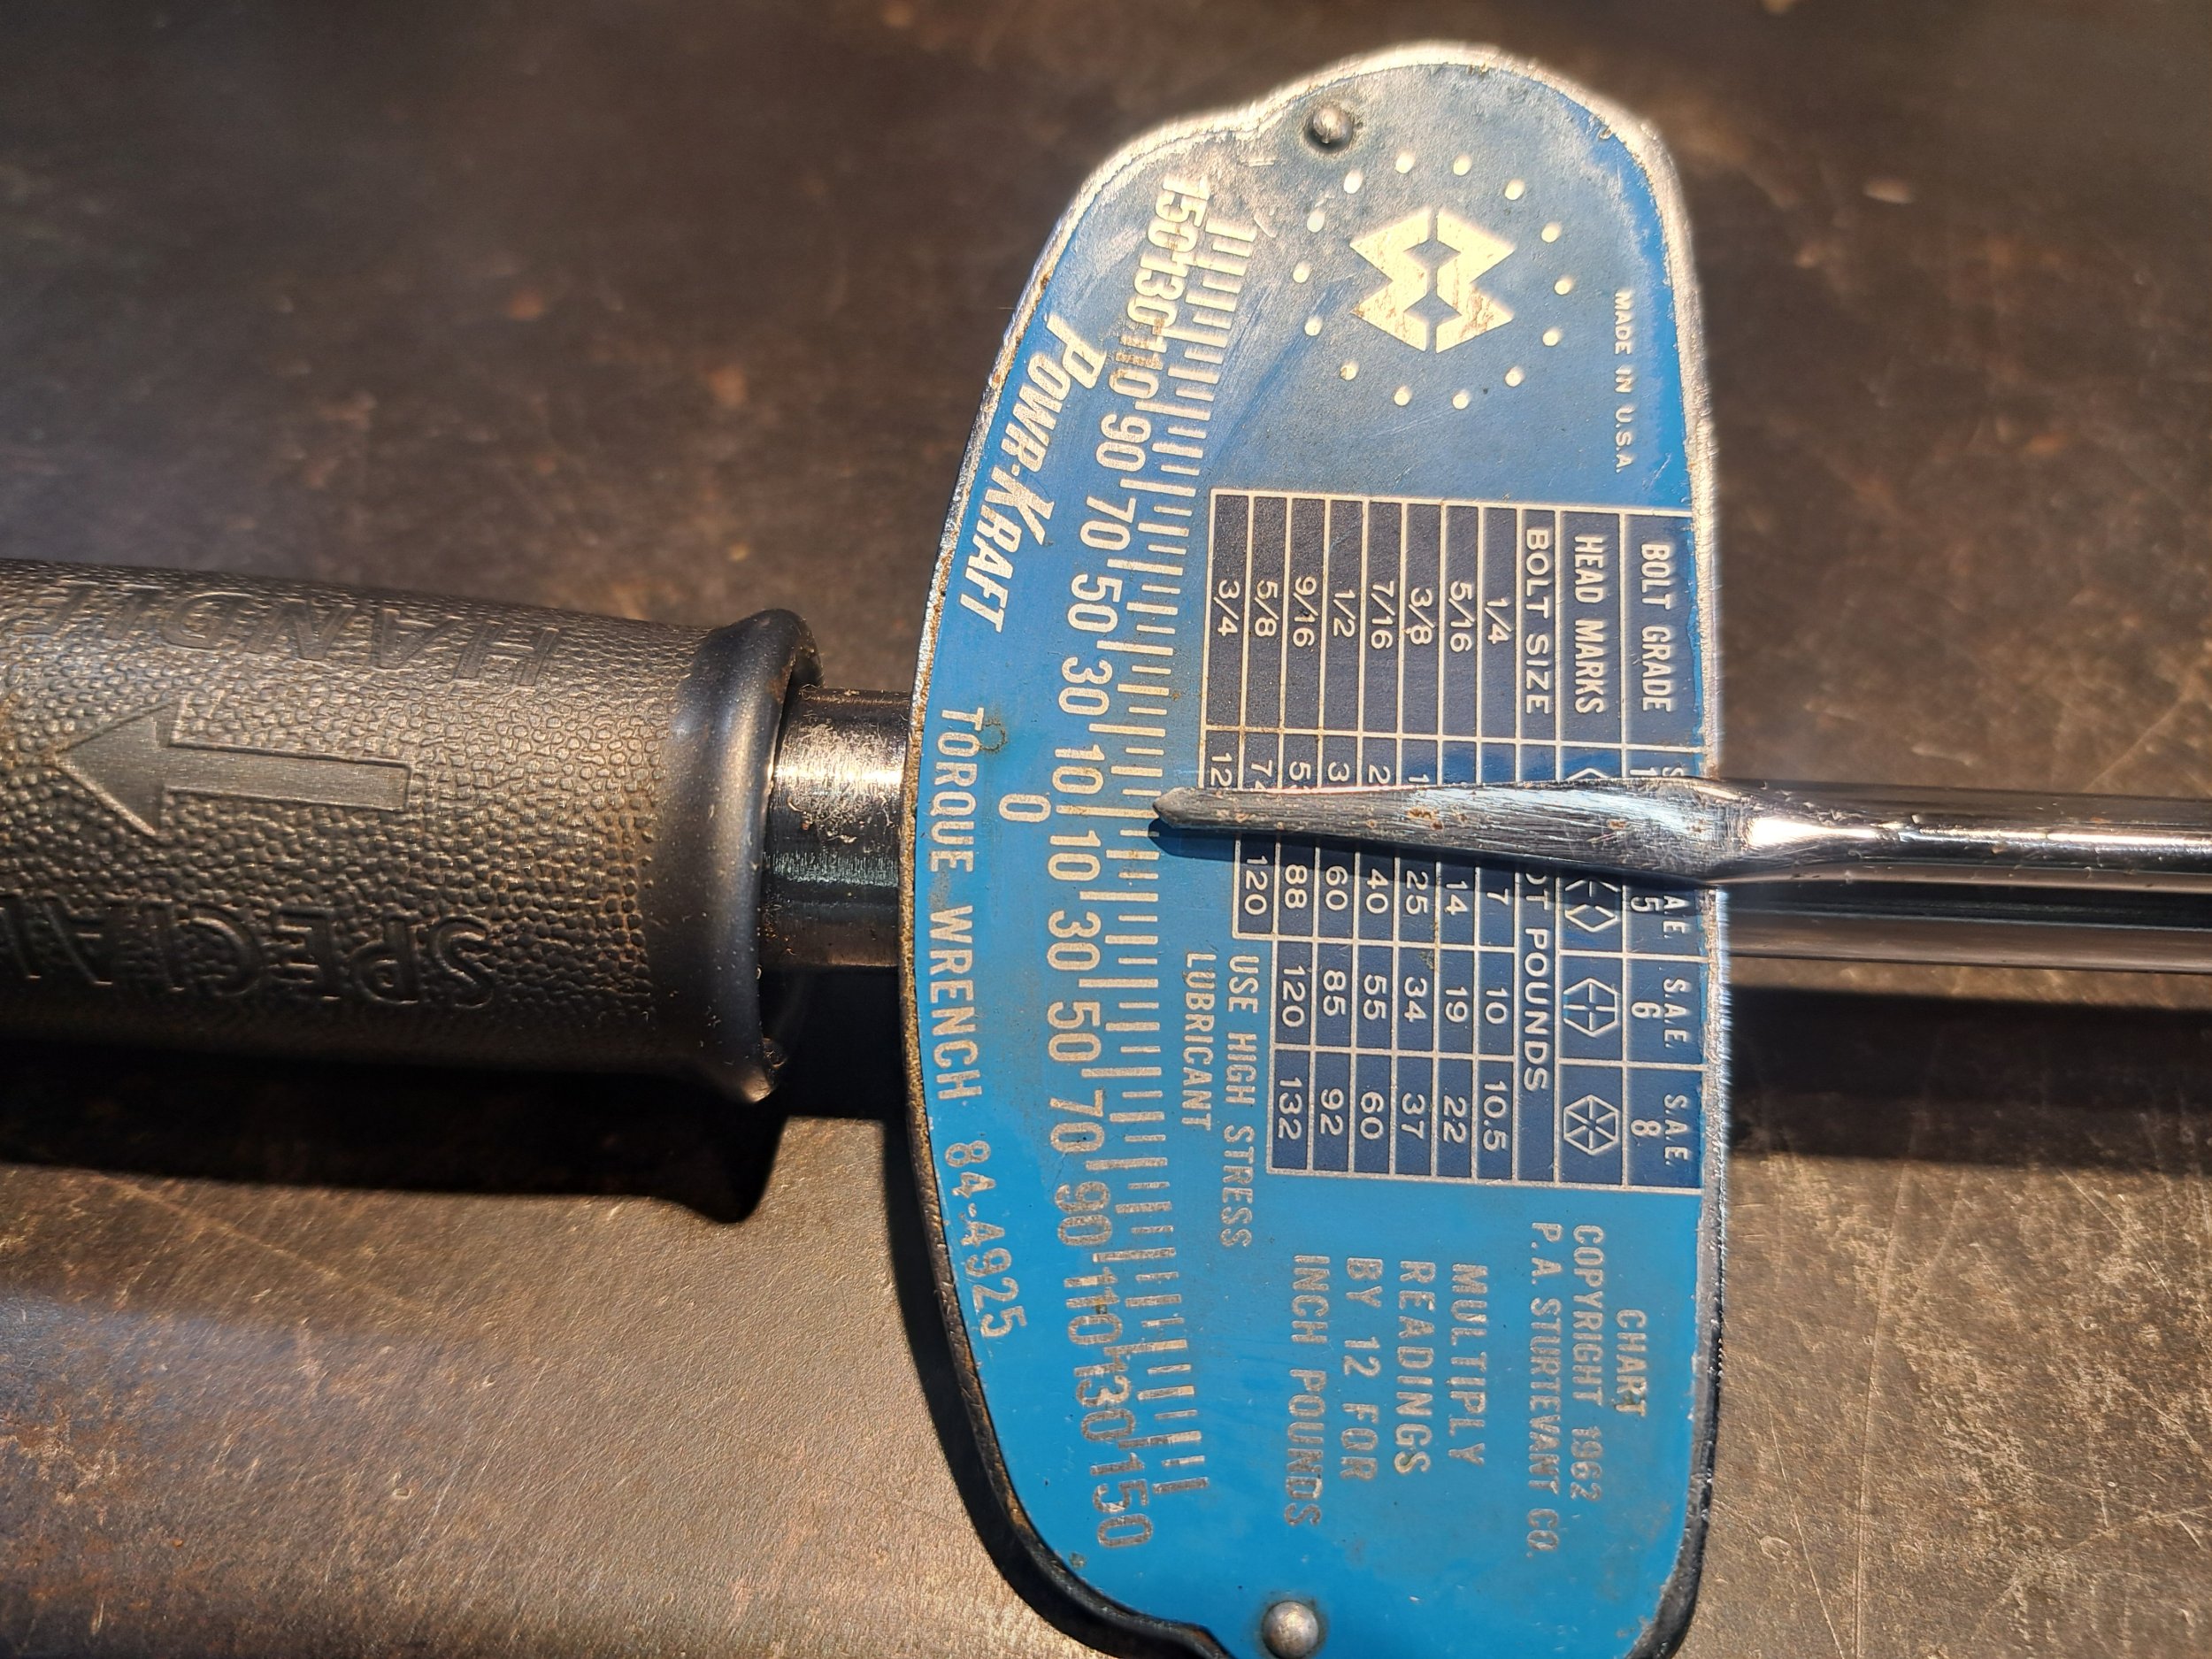 MADE IN U.S.A.
BOLT GRADE S.A.E. 6 S.A.E. 8
HEAD MARKS
BOLT SIZE POUNDS
1/4 7 10 10.5
5/16 14 19 22
3/8 25 34 37
7/16 40 55 60
1/2 60 85 92
9/16 88 120 132
5/8 120
3/4
USE HIGH STRESS
LUBRICANT
CHART
COPYRIGHT 1962
P.A. STURTEVANT CO.
MULTIPLY
READINGS
BY 12 FOR
INCH POUNDS
150 130 110 90 70 50 30 10 0 10 30 50 70 90 110 130 150
POWR-KRAFT TORQUE WRENCH 84-A925
SPECIAL
HANDLE